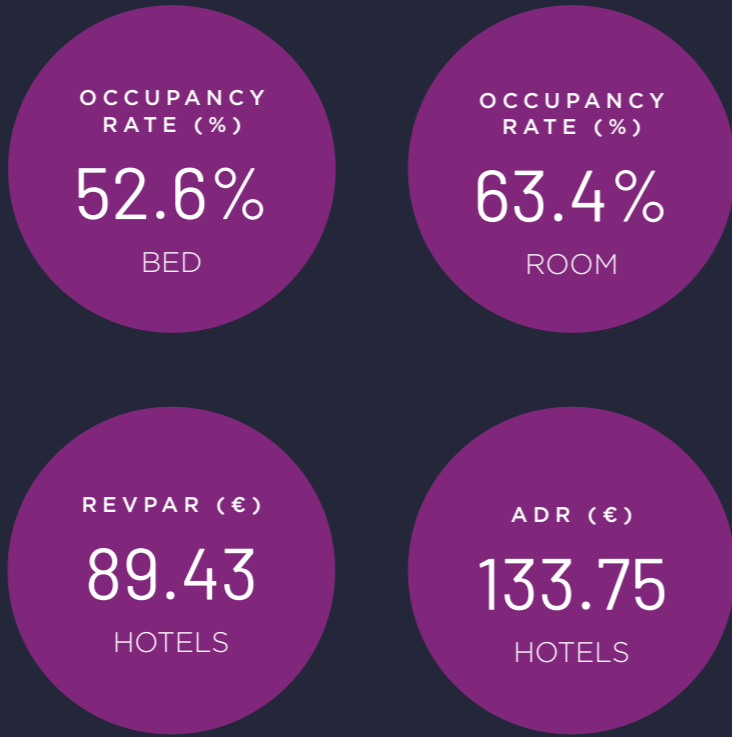 OCCUPANCY
RATE (%)
52.6%
BED
OCCUPANCY
RATE (%)
63.4%
ROOM
REVPAR (€)
89.43
HOTELS
ADR (€)
133.75
HOTELS